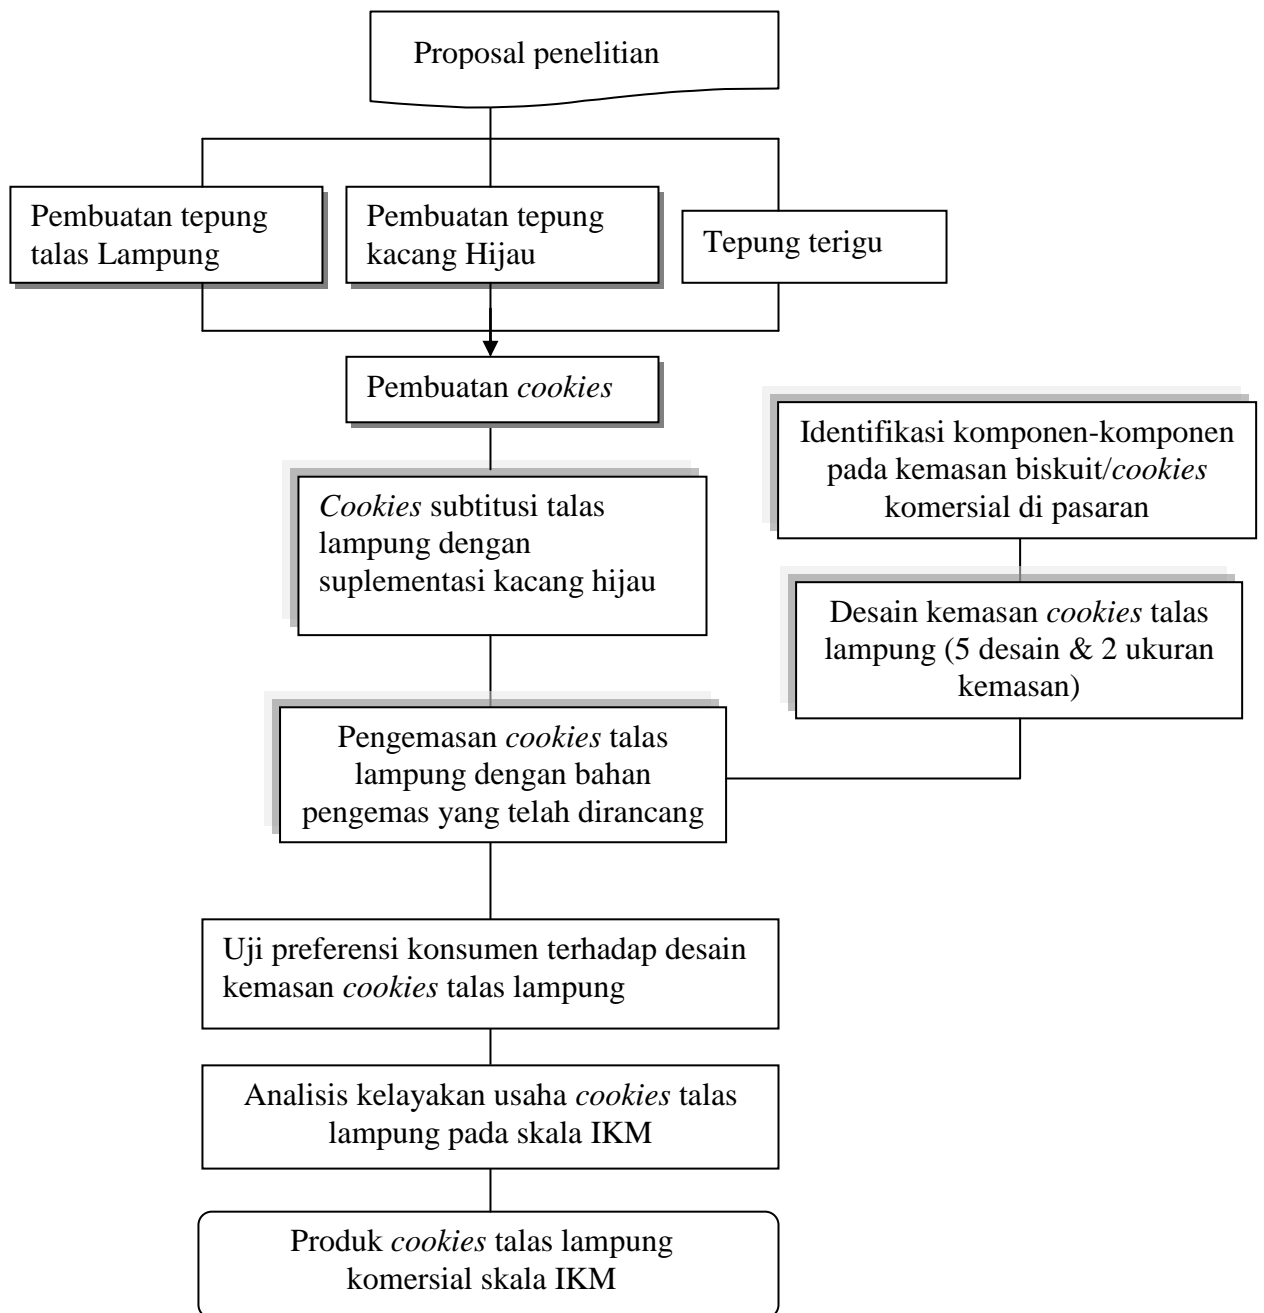 Proposal penelitian
Pembuatan tepung
talas Lampung
Pembuatan tepung
kacang Hijau
Tepung terigu
Pembuatan cookies
Identifikasi komponen-komponen
pada kemasan biskuit/cookies
komersial di pasaran
Cookies subtitusi talas
lampung dengan
suplementasi kacang hijau
Desain kemasan cookies talas
lampung (5 desain & 2 ukuran
kemasan)
Pengemasan cookies talas
lampung dengan bahan
pengemas yang telah dirancang
Uji preferensi konsumen terhadap desain
kemasan cookies talas lampung
Analisis kelayakan usaha cookies talas
lampung pada skala IKM
Produk cookies talas lampung
komersial skala IKM